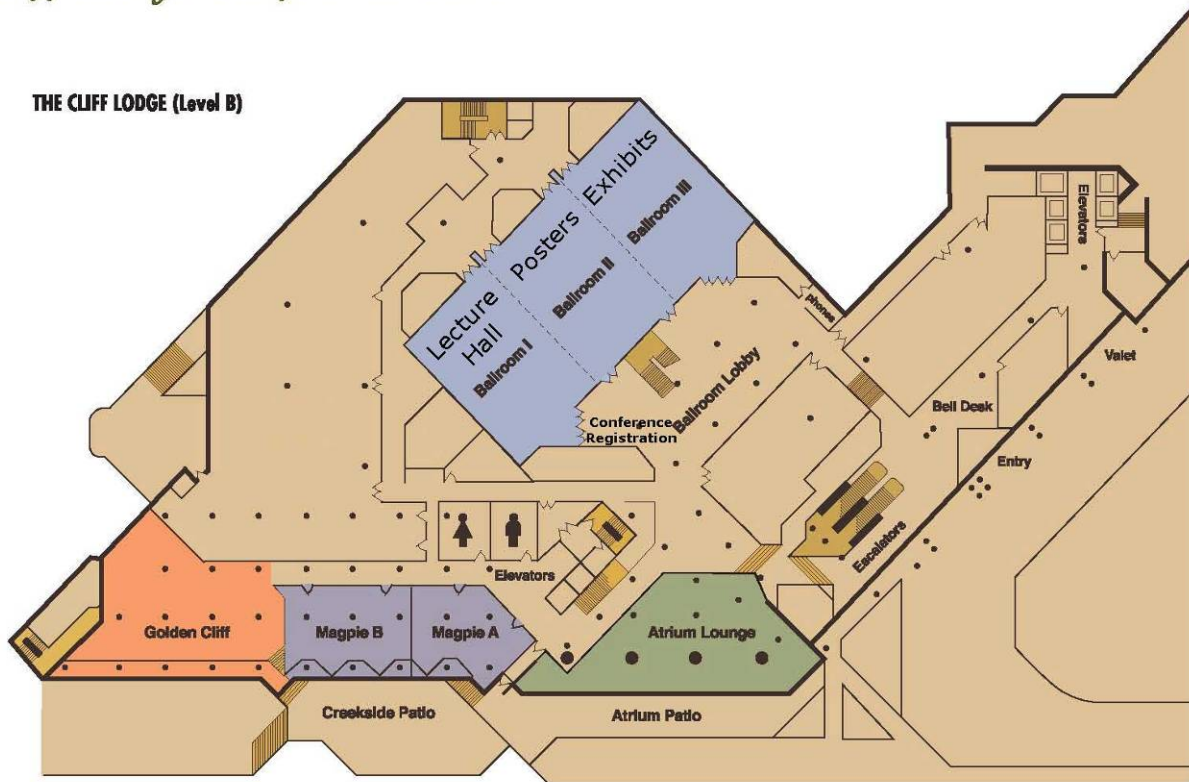 THE CLIFF LODGE (Level B)
Exhibits
Ballroom III
Posters
Ballroom II
Lecture
Hall
Ballroom I
Elevators
phones
Valet
Ballroom Lobby
Bell Desk
Conference
Registration
Entry
Escalators
Elevators
Golden Cliff
Magpie B
Magpie A
Atrium Lounge
Creekside Patio
Atrium Patio